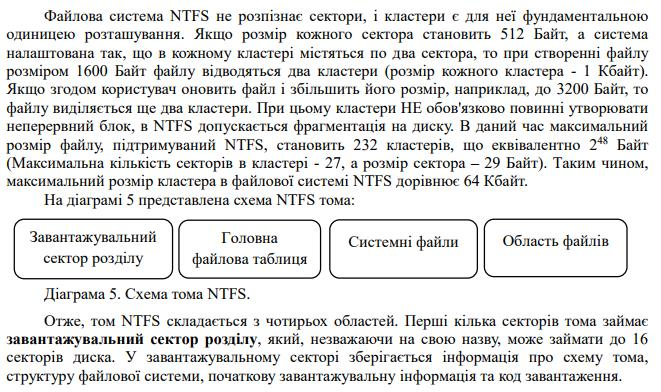 Файлова система NTFS не розпізнає сектори, і кластери є для неї фундаментальною
одиницею розташування. Якщо розмір кожного сектора становить 512 Байт, а система
налаштована так, що в кожному кластері містяться по два сектора, то при створенні файлу
розміром 1600 Байт файлу відводяться два кластери (розмір кожного кластера - 1 Кбайт).
Якщо згодом користувач оновить файл і збільшить його розмір, наприклад, до 3200 Байт, то
файлу виділяється ще два кластери. При цьому кластери НЕ обов'язково повинні утворювати
неперервний блок, в NTFS допускається фрагментація на диску. В даний час максимальний
розмір файлу, підтримуваний NTFS, становить 232 кластерів, що еквівалентно 2⁴⁸ Байт
(Максимальна кількість секторів в кластері - 27, а розмір сектора – 29 Байт). Таким чином,
максимальний розмір кластера в файлової системі NTFS дорівнює 64 Кбайт.
На діаграмі 5 представлена схема NTFS тома:
Завантажувальний
сектор розділу
Головна
файлова таблиця
Системні файли
Область файлів
Діаграма 5. Схема тома NTFS.
Отже, том NTFS складається з чотирьох областей. Перші кілька секторів тома займає
завантажувальний сектор розділу, який, незважаючи на свою назву, може займати до 16
секторів диска. У завантажувальному секторі зберігається інформація про схему тома,
структуру файлової системи, початкову завантажувальну інформація та код завантаження.